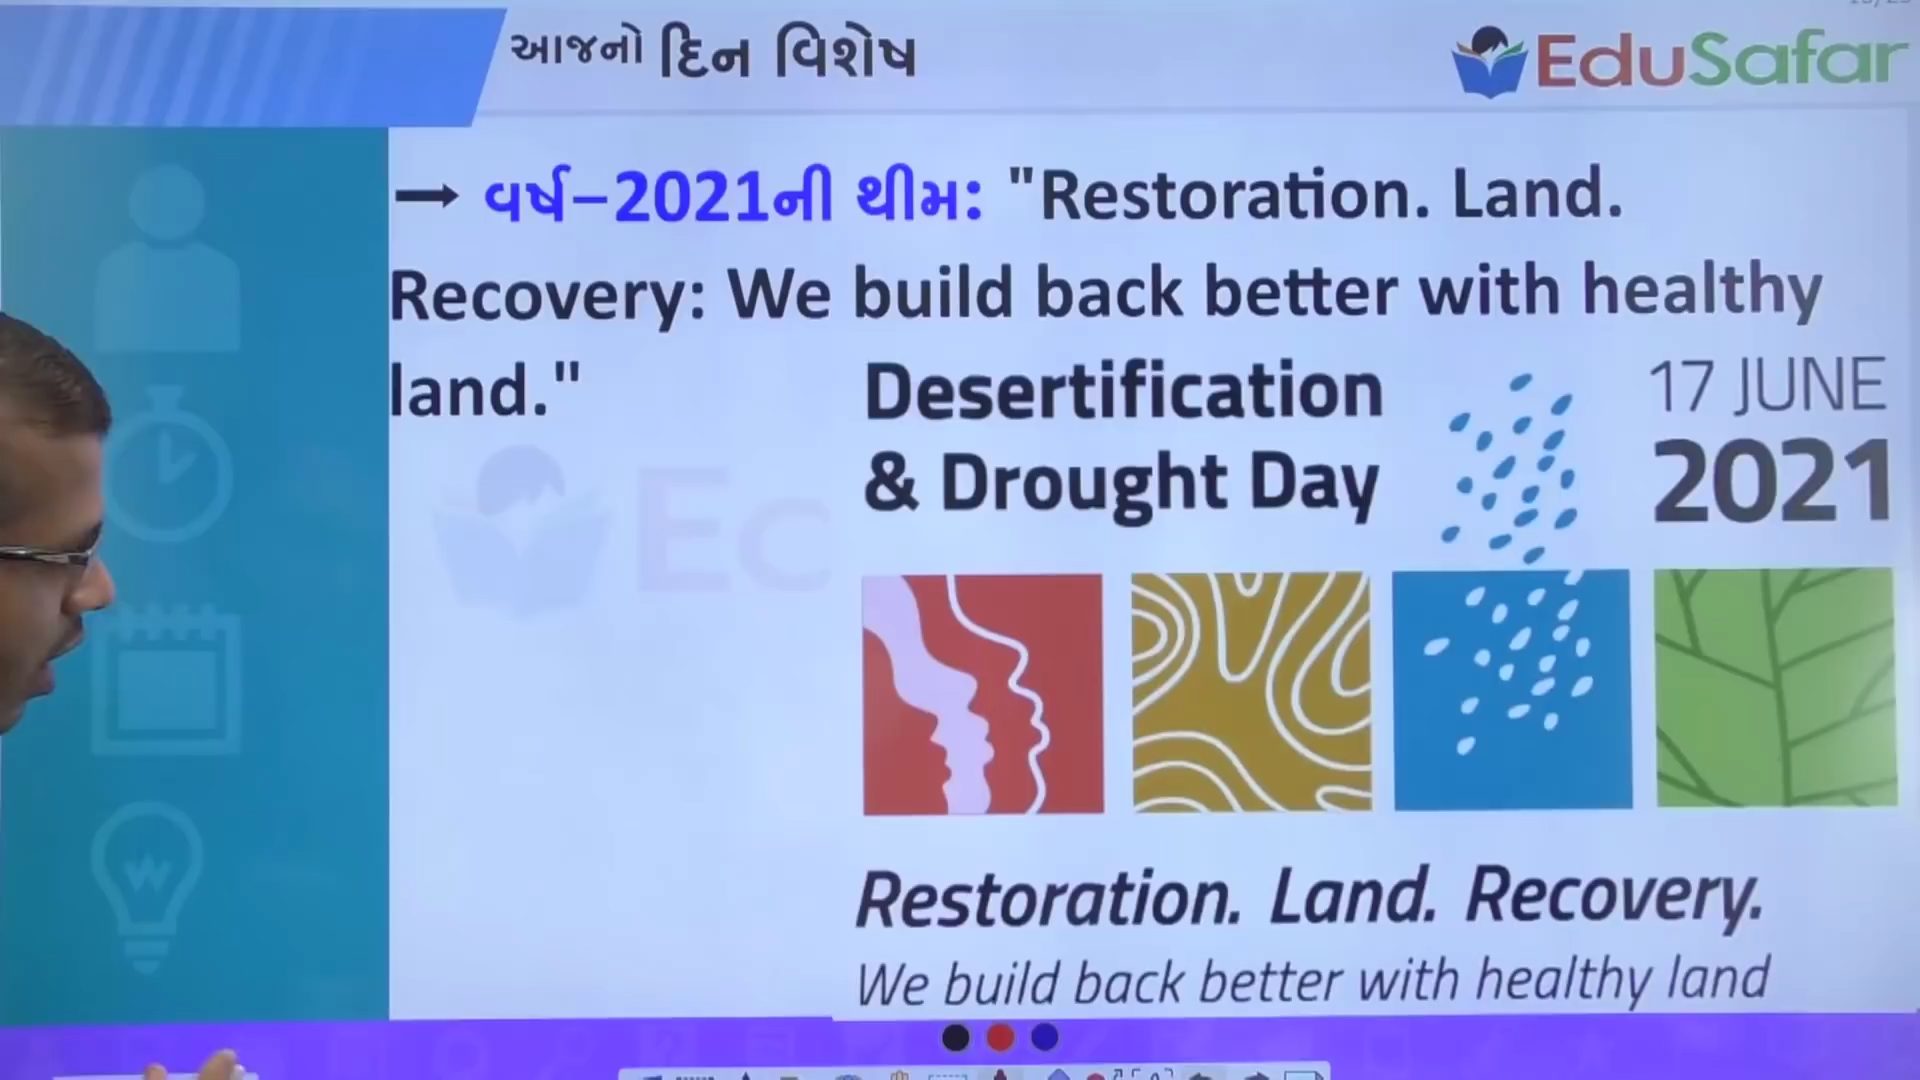 આજનો દિન વિશેષ
EduSafar
→ વર્ષ–2021ની થીમ: "Restoration. Land.
Recovery: We build back better with healthy
land."
Desertification
& Drought Day
17 JUNE
2021
Restoration. Land. Recovery.
We build back better with healthy land